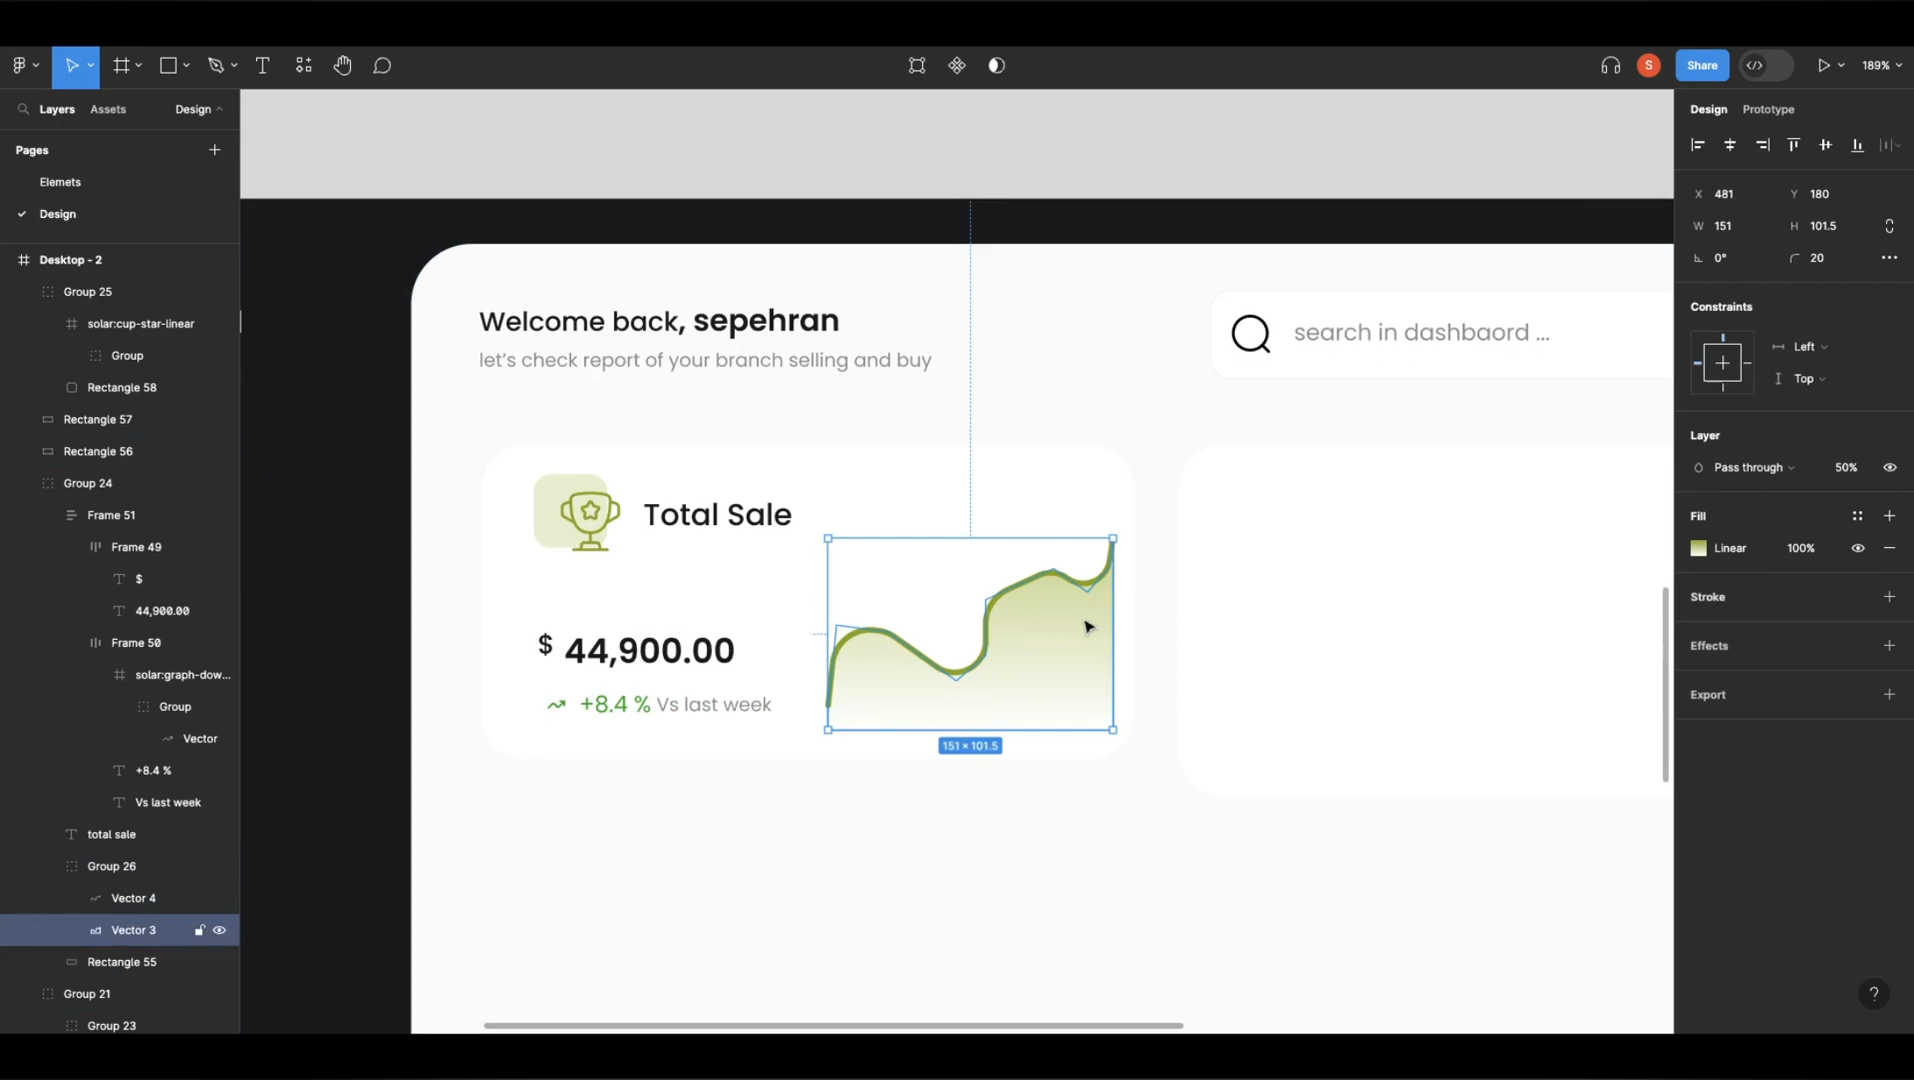 S
Share
189%
Layers
Assets
Design
Design
Prototype
Pages
Elemets
Design
Desktop - 2
Group 25
solar:cup-star-linear
Group
Rectangle 58
Rectangle 57
Rectangle 56
Group 24
Frame 51
Frame 49
$
44,900.00
Frame 50
solar:graph-dow...
Group
Vector
+8.4 %
Vs last week
total sale
Group 26
Vector 4
Vector 3
Rectangle 55
Group 21
Group 23
Welcome back, sepehran
let's check report of your branch selling and buy
search in dashbaord ...
Total Sale
$ 44,900.00
+8.4 % Vs last week
151 × 101.5
X 481 Y 180
W 151 H 101.5
0° 20
Constraints
Left
Top
Layer
Pass through 50%
Fill
Linear 100%
Stroke
Effects
Export
?